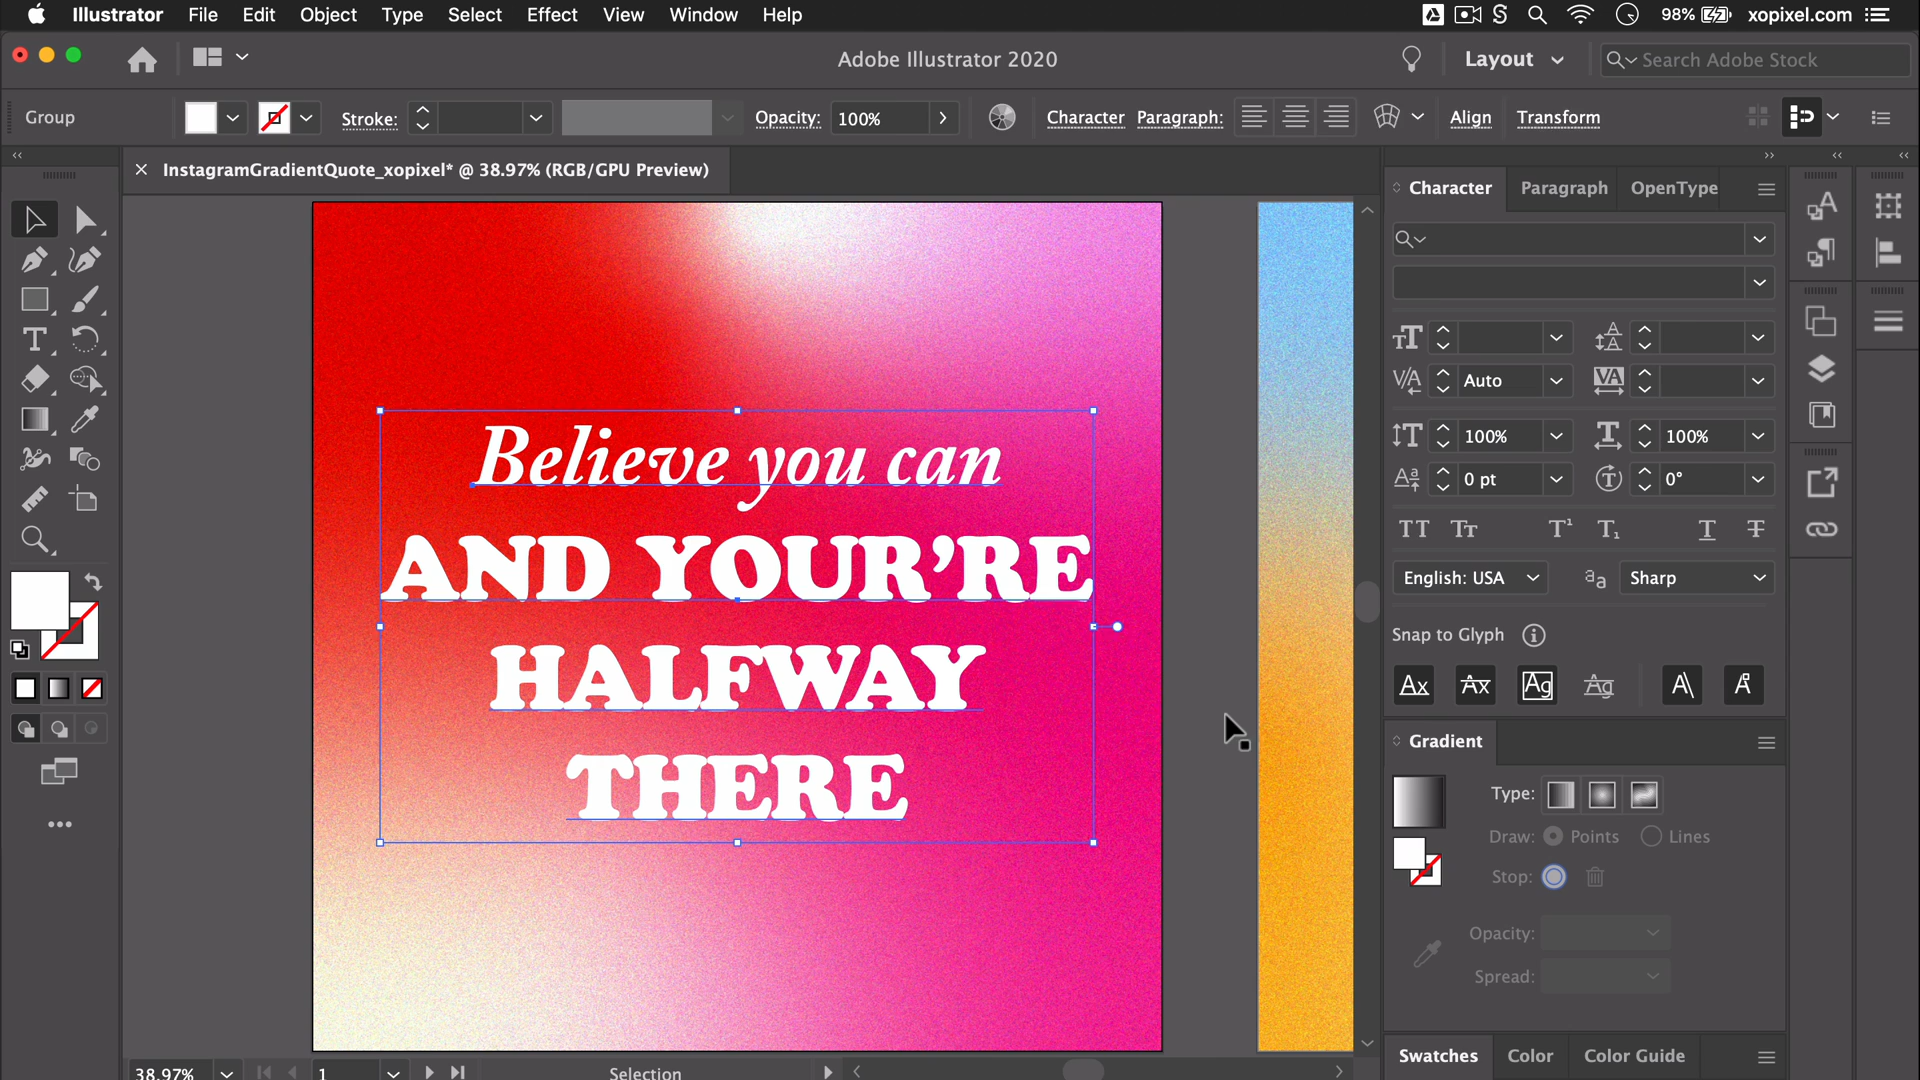 Illustrator File Edit Object Type Select Effect View Window Help
98% xopixel.com
Adobe Illustrator 2020
Layout
Search Adobe Stock
Group
Stroke:
Opacity: 100%
Character Paragraph:
Align
Transform
× InstagramGradientQuote_xopixel* @ 38.97% (RGB/GPU Preview)
Believe you can
AND YOUR’RE
HALFWAY
THERE
Character Paragraph OpenType
Auto
100% 100%
0 pt 0°
English: USA
Sharp
Snap to Glyph
Gradient
Type:
Draw: Points Lines
Stop:
Opacity:
Spread:
Swatches Color Color Guide
38.97% 1 Selection